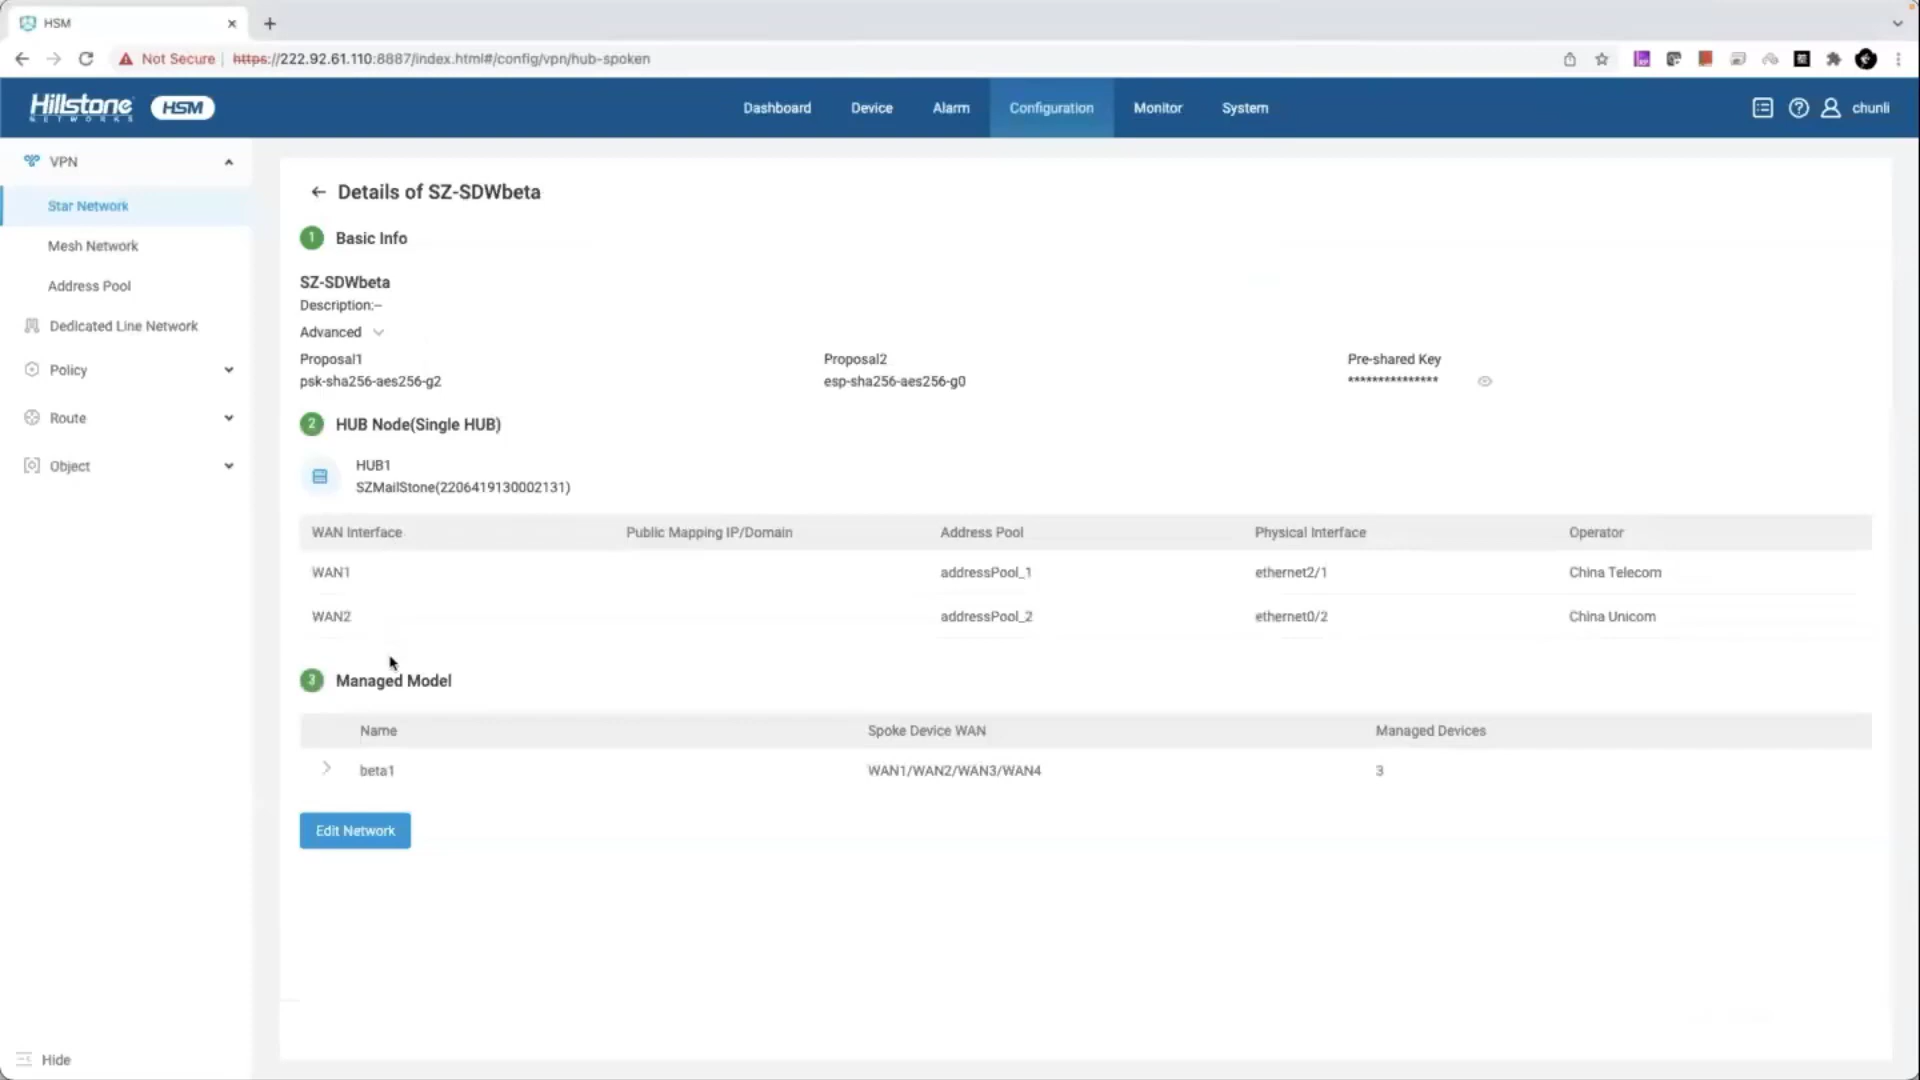 HSM
Not Secure https://222.92.61.110:8887/index.html#/config/vpn/hub-spoken
Hillstone NETWORKS HSM Dashboard Device Alarm Configuration Monitor System chunli
VPN
Star Network
Mesh Network
Address Pool
Dedicated Line Network
Policy
Route
Object
Hide
Details of SZ-SDWbeta
1 Basic Info
SZ-SDWbeta
Description:--
Advanced
Proposal1 Proposal2 Pre-shared Key
psk-sha256-aes256-g2 esp-sha256-aes256-g0 ***************
2 HUB Node(Single HUB)
HUB1
SZMailStone(2206419130002131)
WAN Interface Public Mapping IP/Domain Address Pool Physical Interface Operator
WAN1 addressPool_1 ethernet2/1 China Telecom
WAN2 addressPool_2 ethernet0/2 China Unicom
3 Managed Model
Name Spoke Device WAN Managed Devices
beta1 WAN1/WAN2/WAN3/WAN4 3
Edit Network